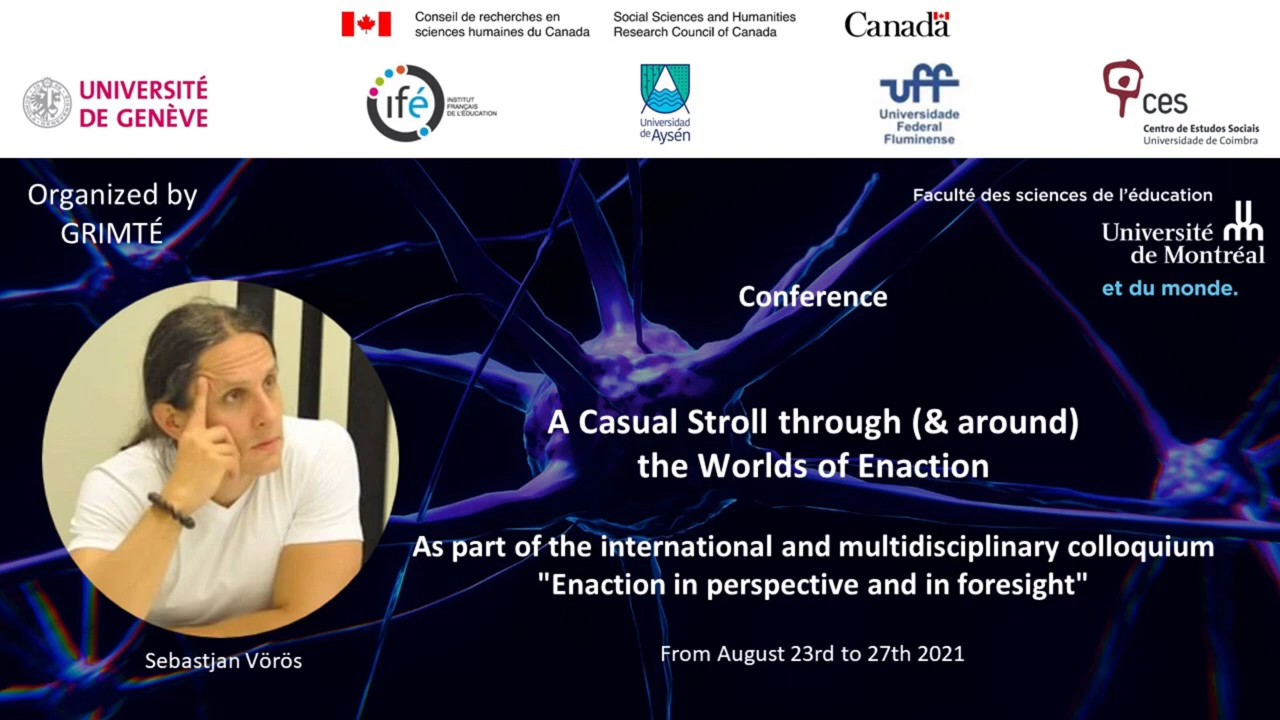 Conseil de recherches en
sciences humaines du Canada
Social Sciences and Humanities
Research Council of Canada
Canada
UNIVERSITÉ
DE GENÈVE
ifé
INSTITUT
FRANÇAIS
DE L'ÉDUCATION
Universidad
de Aysén
uff
Universidade
Federal
Fluminense
ces
Centro de Estudos Sociais
Universidade de Coimbra
Organized by
GRIMTÉ
Faculté des sciences de l'éducation
Université
de Montréal
et du monde.
Conference
A Casual Stroll through (& around)
the Worlds of Enaction
As part of the international and multidisciplinary colloquium
"Enaction in perspective and in foresight"
Sebastjan Vörös
From August 23rd to 27th 2021